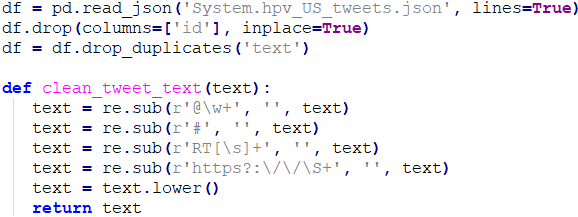 df = pd.read_json('System.hpv_US_tweets.json', lines=True)
df.drop(columns=['id'], inplace=True)
df = df.drop_duplicates('text')
def clean_tweet_text(text):
text = re.sub(r'@\w+', '', text)
text = re.sub(r'#', '', text)
text = re.sub(r'RT[\s]+', '', text)
text = re.sub(r'https?:\/\/\S+', '', text)
text = text.lower()
return text